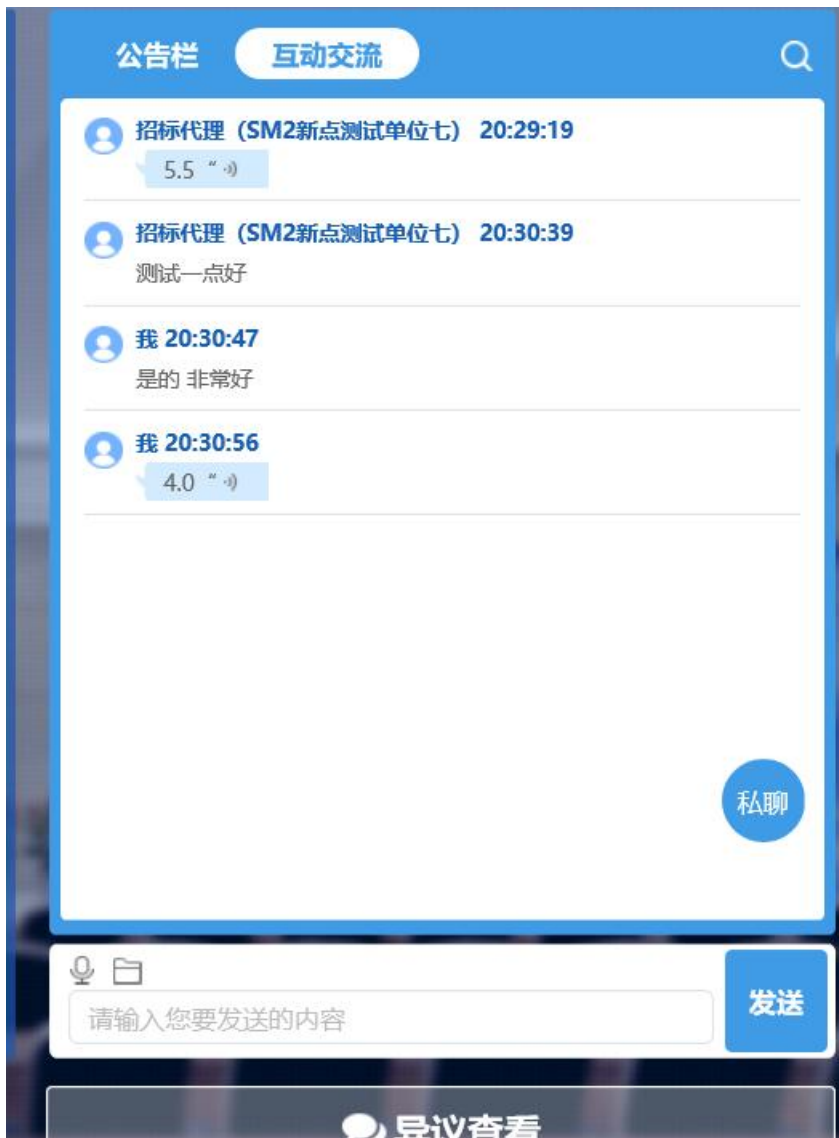 公告栏 互动交流
招标代理（SM2新点测试单位七） 20:29:19
5.5 “
招标代理（SM2新点测试单位七） 20:30:39
测试一点好
我 20:30:47
是的 非常好
我 20:30:56
4.0 “
私聊
请输入您要发送的内容
发送
异议查看